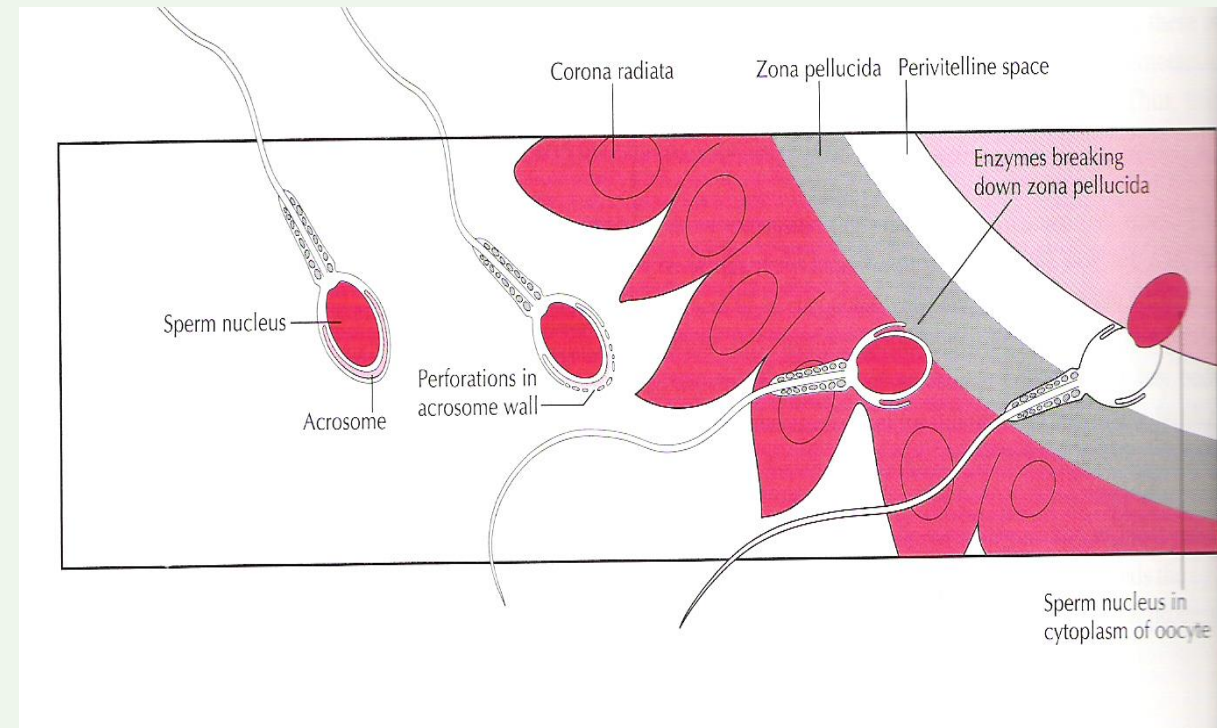 Corona radiata
Zona pellucida
Perivitelline space
Enzymes breaking
down zona pellucida
Sperm nucleus
Perforations in
acrosome wall
Acrosome
Sperm nucleus in
cytoplasm of oocyte